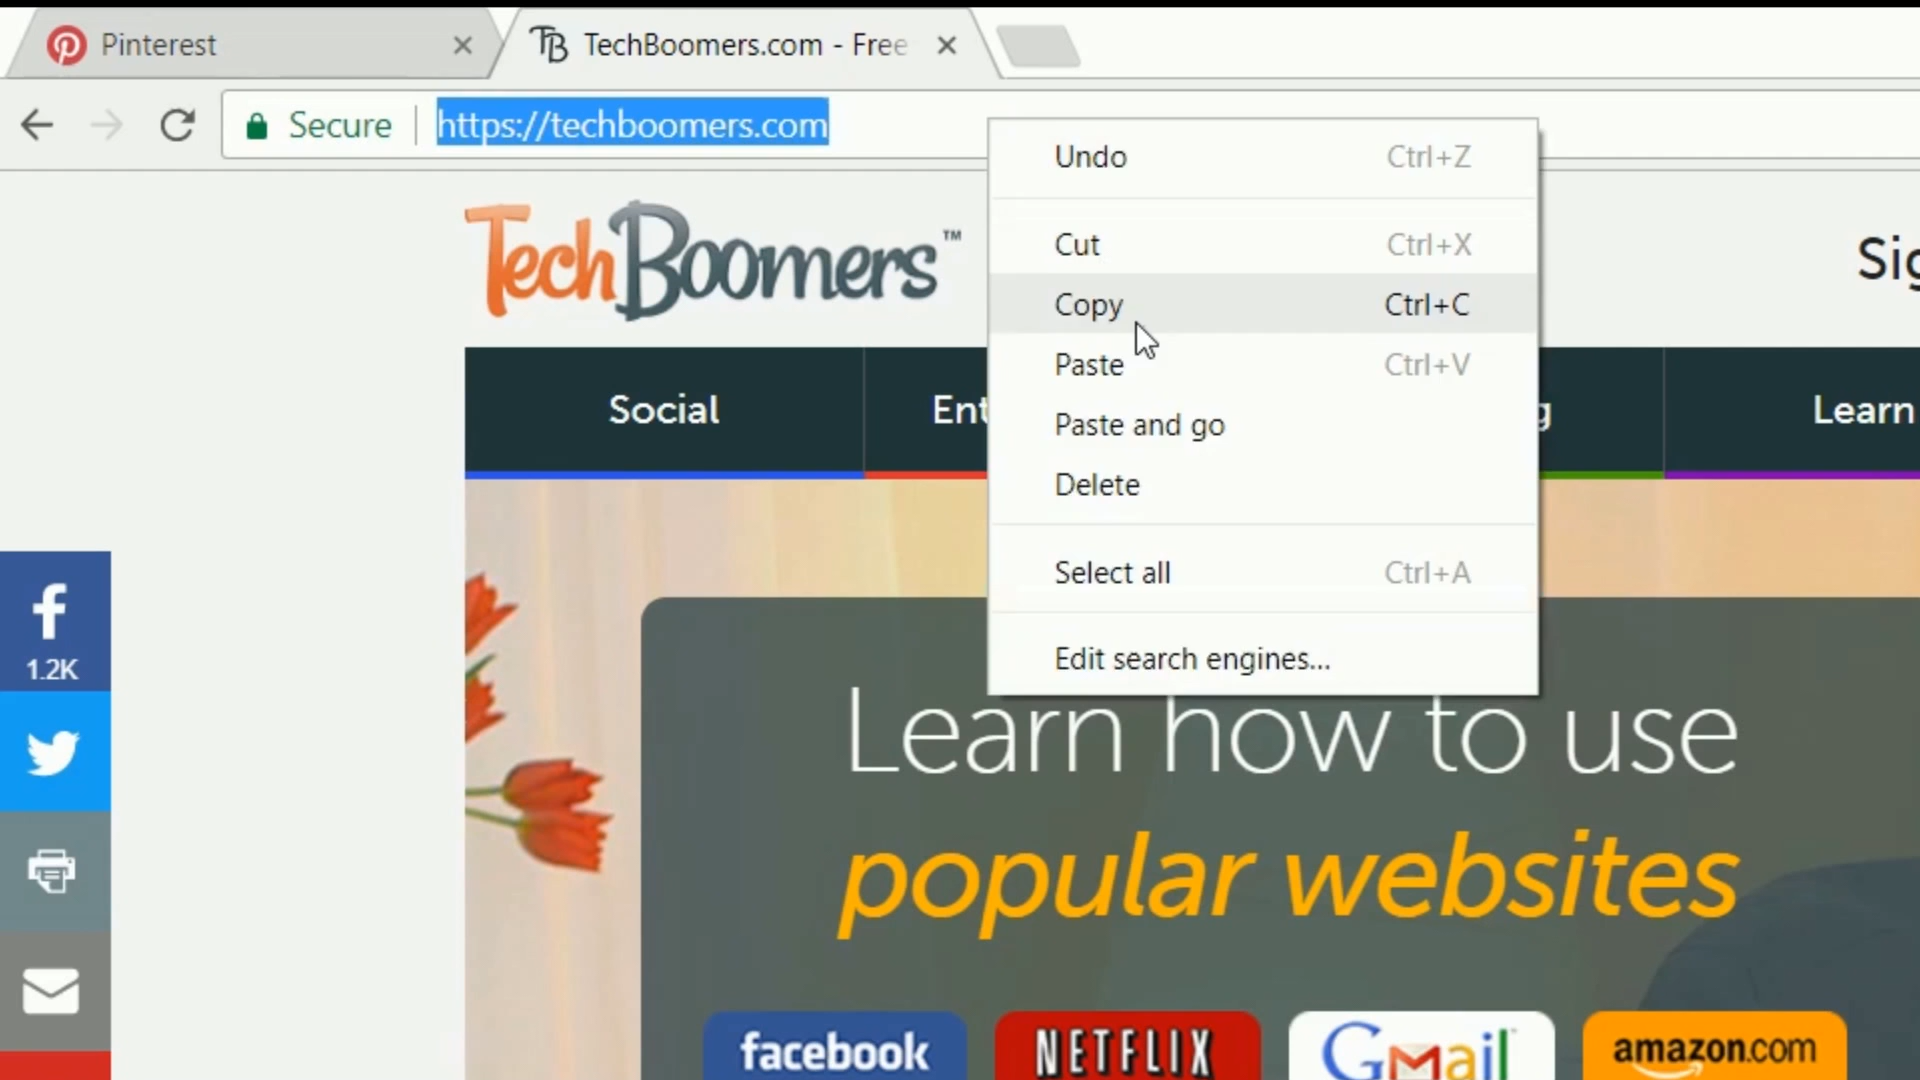 Pinterest
TB TechBoomers.com - Free
Secure https://techboomers.com
Undo Ctrl+Z
Cut Ctrl+X
Copy Ctrl+C
Paste Ctrl+V
Paste and go
Delete
Select all Ctrl+A
Edit search engines...
TechBoomers™
Sig
Social
Ent
g
Learn
1.2K
Learn how to use
popular websites
facebook
NETFLIX
Gmail
amazon.com